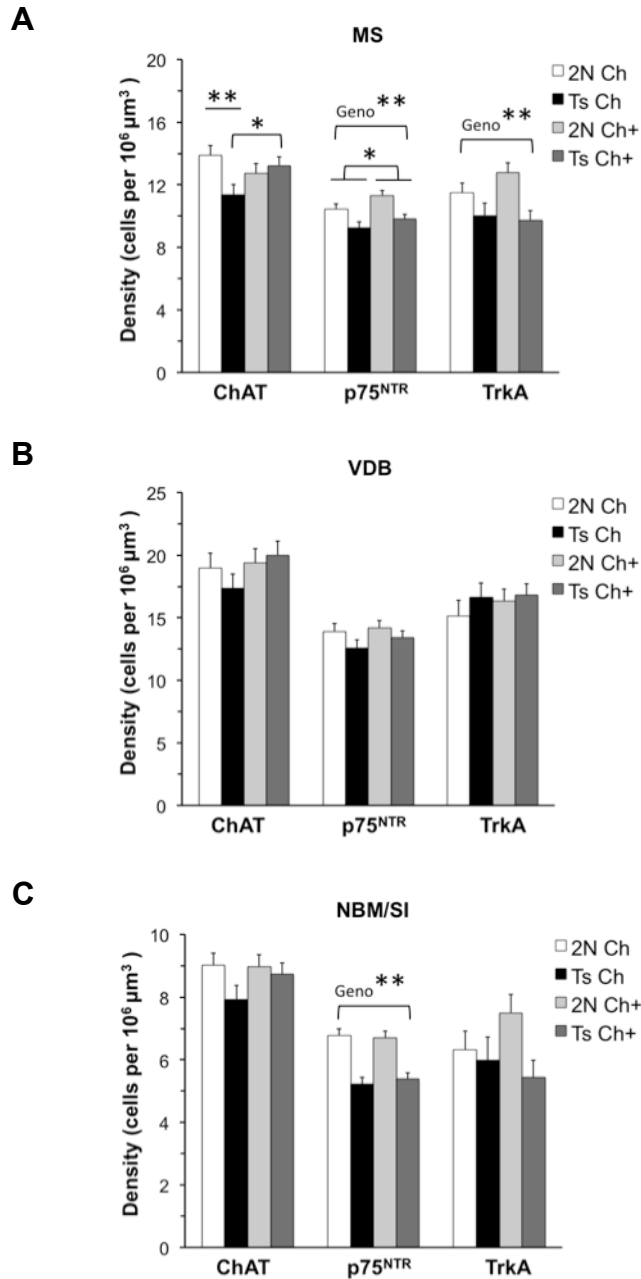 A
MS
Density (cells per 10⁶ µm³ )
20
16
12
8
4
0
**
*
Geno**
*
Geno**
2N Ch
Ts Ch
2N Ch+
Ts Ch+
ChAT
p75ᴺᵀᴿ
TrkA
B
VDB
Density (cells per 10⁶ µm³ )
25
20
15
10
5
0
2N Ch
Ts Ch
2N Ch+
Ts Ch+
ChAT
p75ᴺᵀᴿ
TrkA
C
NBM/SI
Density (cells per 10⁶ µm³ )
10
8
6
4
2
0
Geno**
2N Ch
Ts Ch
2N Ch+
Ts Ch+
ChAT
p75ᴺᵀᴿ
TrkA